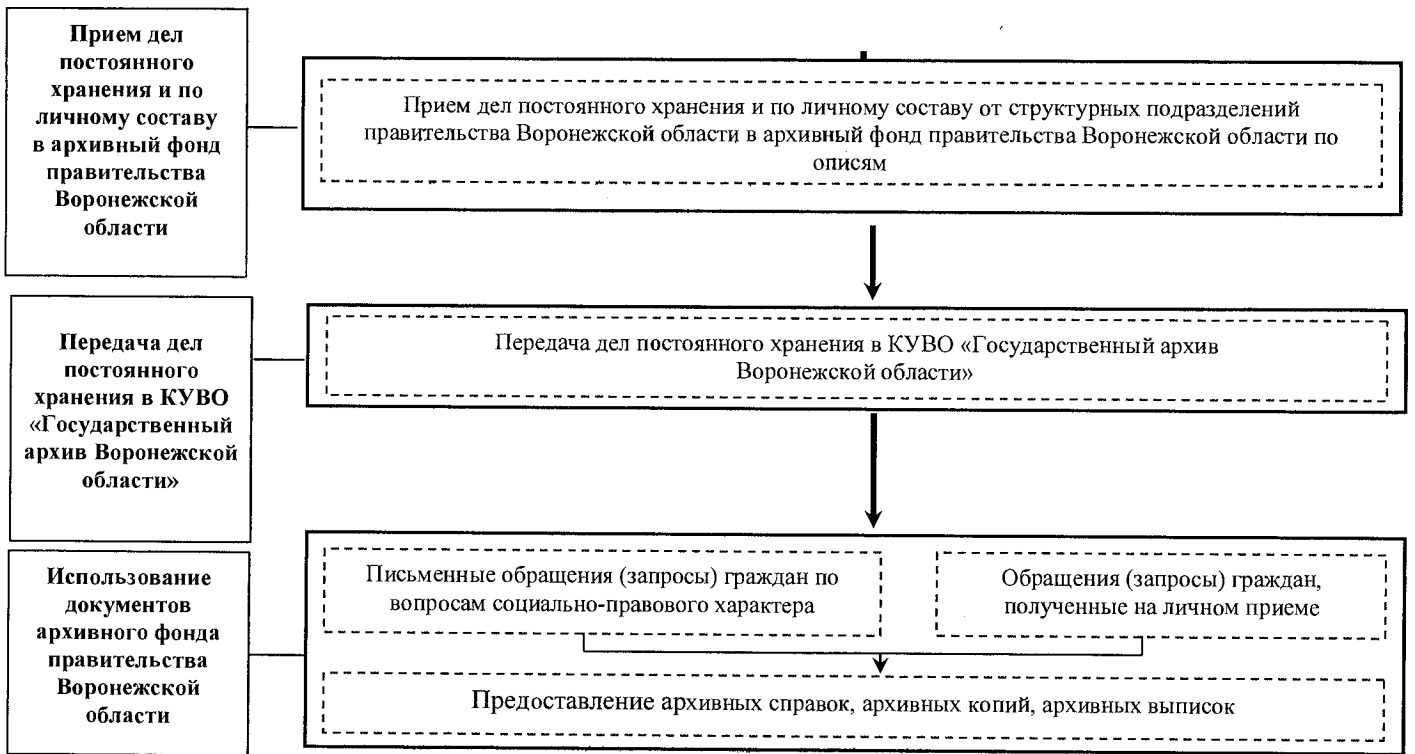 Прием дел
постоянного
хранения и по
личному составу
в архивный фонд
правительства
Воронежской
области
Прием дел постоянного хранения и по личному составу от структурных подразделений
правительства Воронежской области в архивный фонд правительства Воронежской области по
описям
Передача дел
постоянного
хранения в КУВО
«Государственный
архив Воронежской
области»
Передача дел постоянного хранения в КУВО «Государственный архив
Воронежской области»
Использование
документов
архивного фонда
правительства
Воронежской
области
Письменные обращения (запросы) граждан по
вопросам социально-правового характера
Обращения (запросы) граждан,
полученные на личном приеме
Предоставление архивных справок, архивных копий, архивных выписок